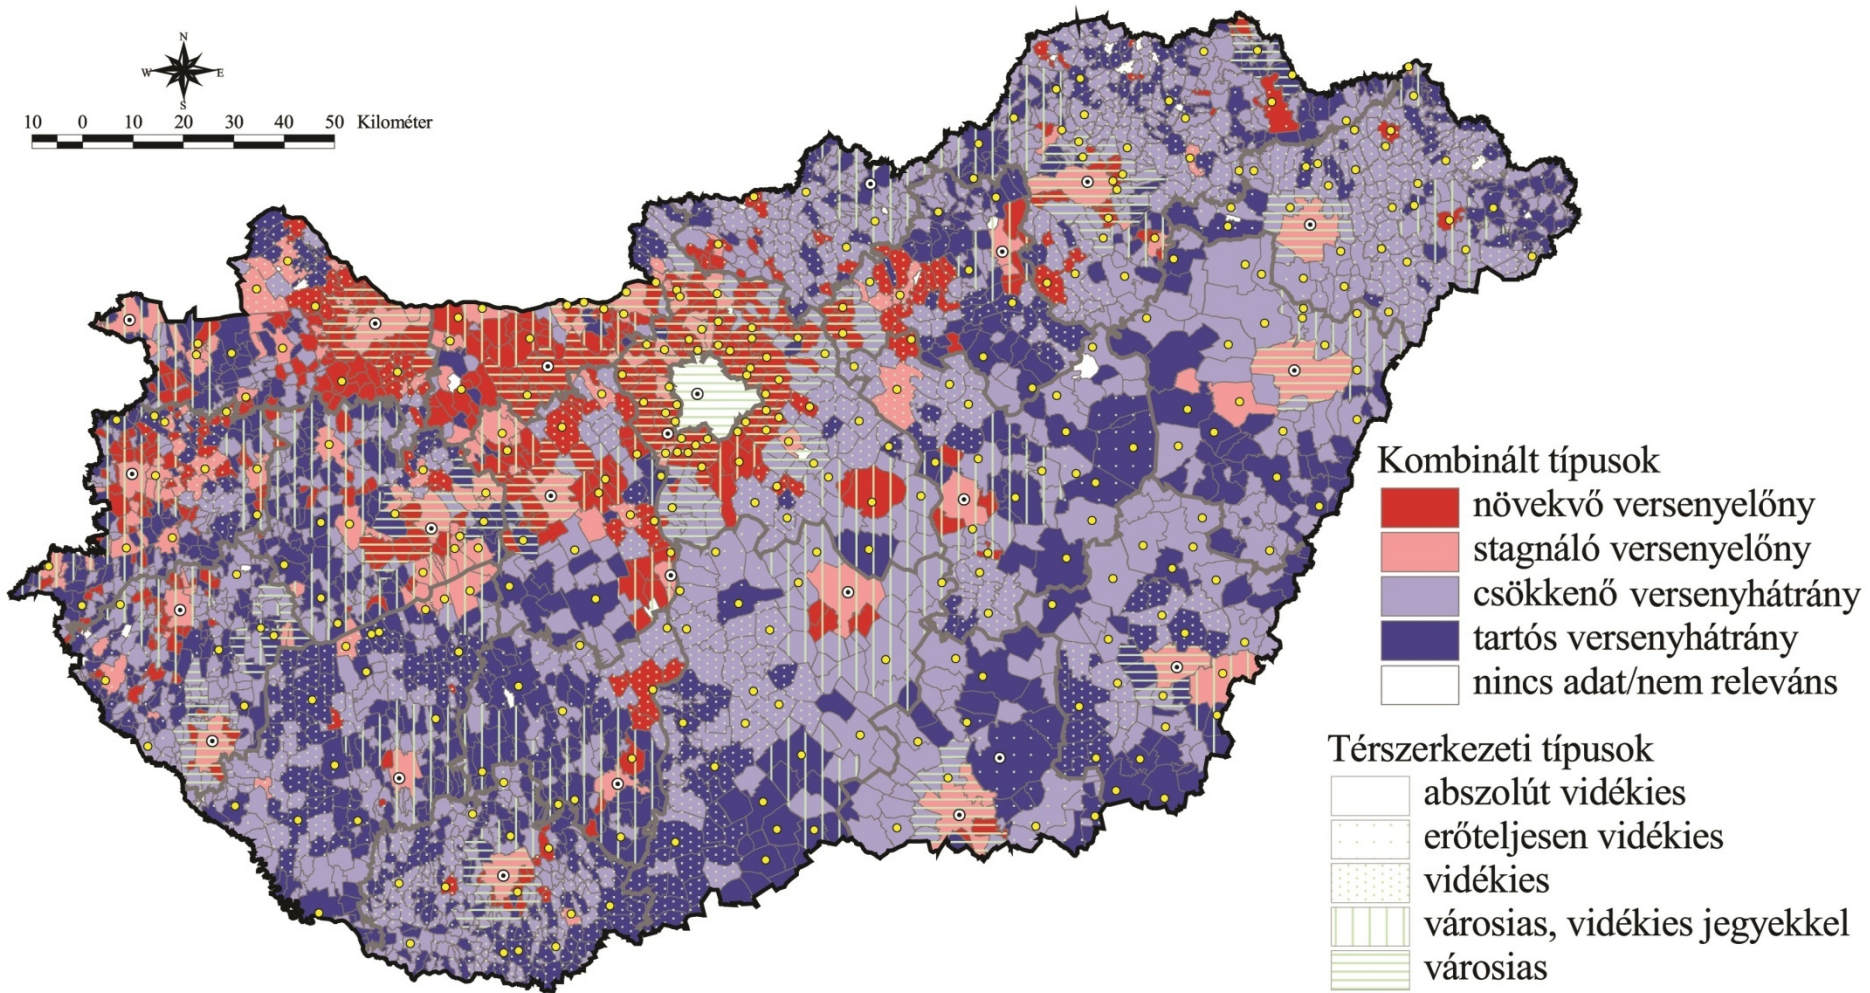 N
W E
S
10 0 10 20 30 40 50 Kilométer
Kombinált típusok
növekvő versenyelőny
stagnáló versenyelőny
csökkenő versenyhátrány
tartós versenyhátrány
nincs adat/nem releváns
Térszerkezeti típusok
abszolút vidékies
erőteljesen vidékies
vidékies
városias, vidékies jegyekkel
városias